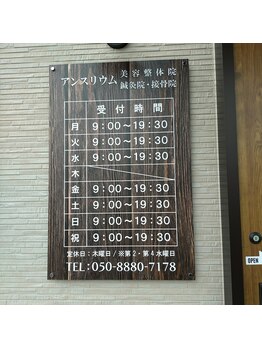 アンスリウム 美容整体院
鍼灸院・接骨院
受付時間
月 9:00〜19:30
火 9:00〜19:30
水 9:00〜19:30
木
金 9:00〜19:30
土 9:00〜19:30
日 9:00〜19:30
祝 9:00〜19:30
定休日:木曜日/※第2・第4水曜日
TEL:050-8880-7178
OPEN